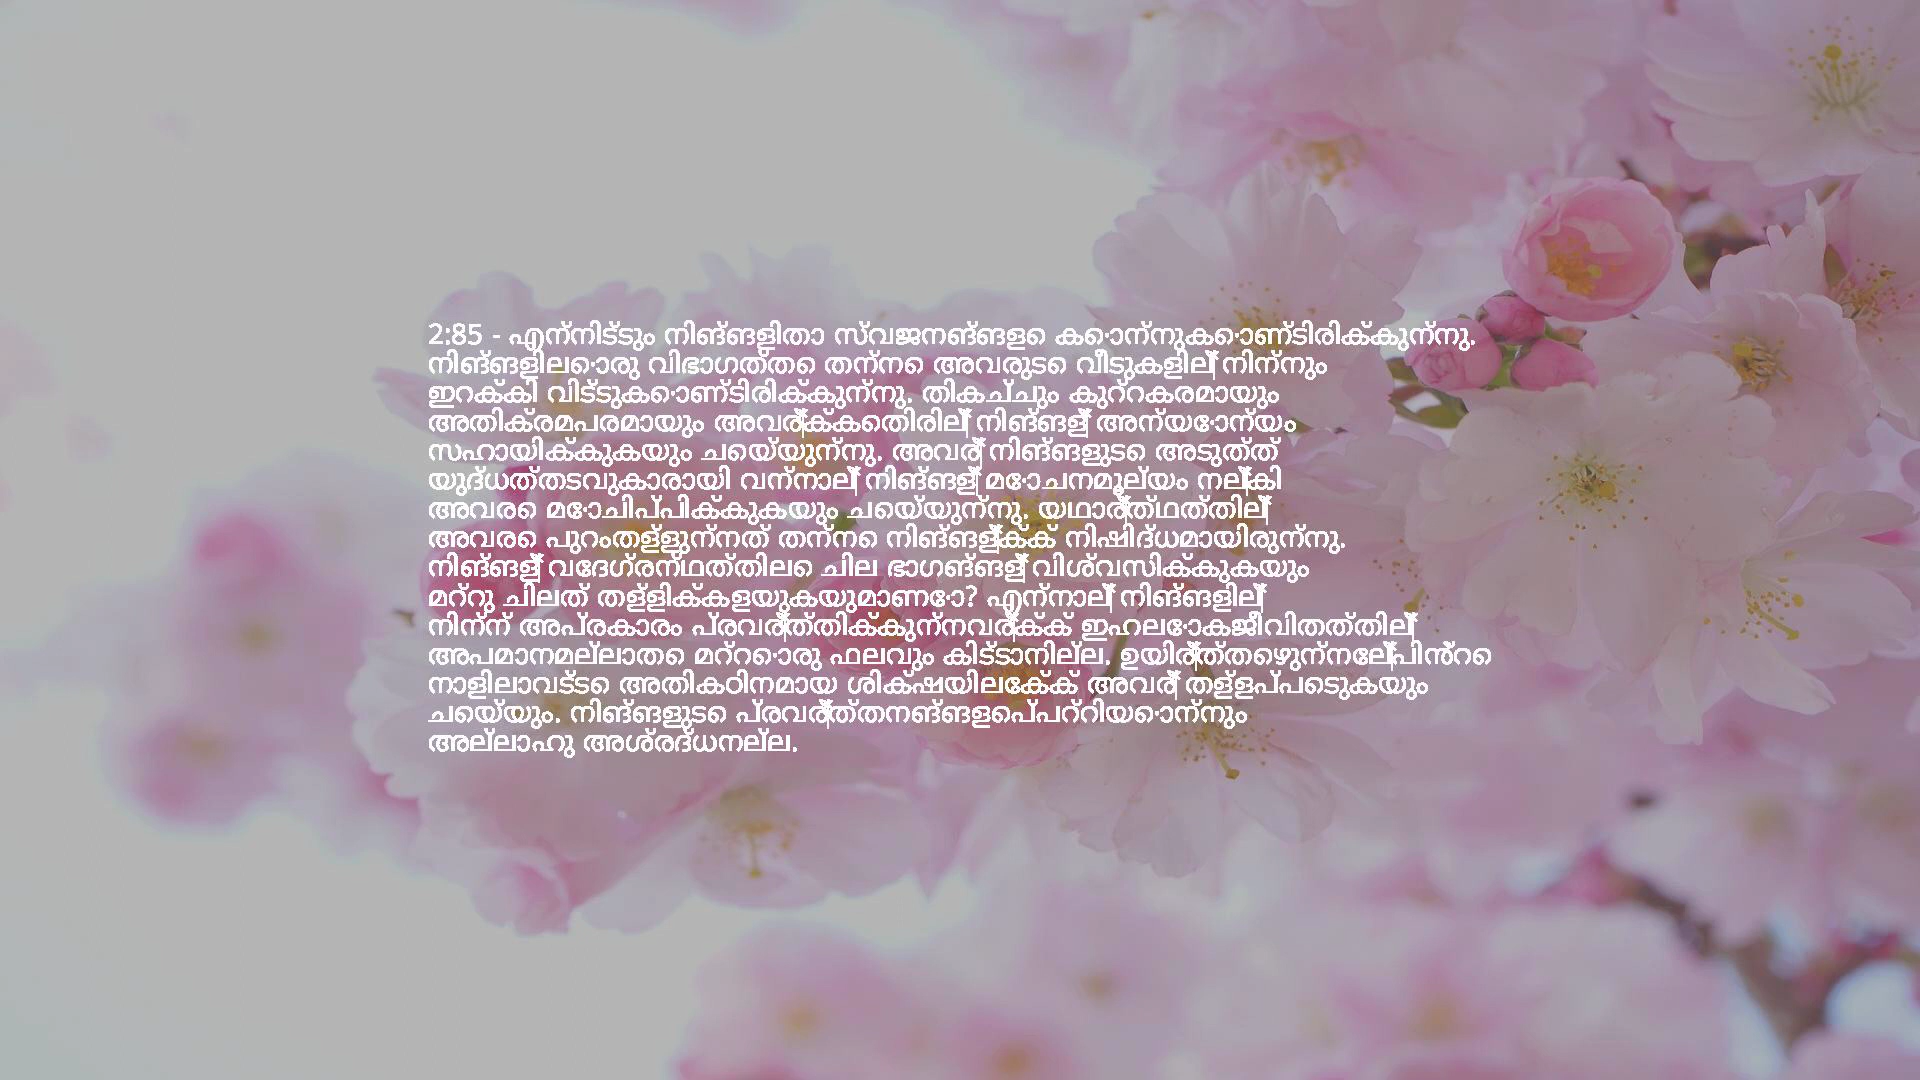 2:85 - എന്നിട്ടും നിങ്ങളിതാ സ്വജനങ്ങളെ കൊന്നുകൊണ്ടിരിക്കുന്നു.
നിങ്ങളിലൊരു വിഭാഗത്തെ തന്നെ അവരുടെ വീടുകളില്‍ നിന്നും
ഇറക്കി വിട്ടുകൊണ്ടിരിക്കുന്നു. തികച്ചും കുറ്റകരമായും
അതിക്രമപരമായും അവര്‍ക്കെതിരില്‍ നിങ്ങള്‍ അന്യോന്യം
സഹായിക്കുകയും ചെയ്യുന്നു. അവര്‍ നിങ്ങളുടെ അടുത്ത്
യുദ്ധത്തടവുകാരായി വന്നാല്‍ നിങ്ങള്‍ മോചനമൂല്യം നല്‍കി
അവരെ മോചിപ്പിക്കുകയും ചെയ്യുന്നു. യഥാര്‍ത്ഥത്തില്‍
അവരെ പുറംതള്ളുന്നത് തന്നെ നിങ്ങള്‍ക്ക് നിഷിദ്ധമായിരുന്നു.
നിങ്ങള്‍ വേദഗ്രന്ഥത്തിലെ ചില ഭാഗങ്ങള്‍ വിശ്വസിക്കുകയും
മറ്റു ചിലത് തള്ളിക്കളയുകയുമാണോ? എന്നാല്‍ നിങ്ങളില്‍
നിന്ന് അപ്രകാരം പ്രവര്‍ത്തിക്കുന്നവര്‍ക്ക് ഇഹലോകജീവിതത്തില്‍
അപമാനമല്ലാതെ മറ്റൊരു ഫലവും കിട്ടാനില്ല. ഉയിര്‍ത്തെഴുന്നേല്‍പിന്‍റെ
നാളിലാവട്ടെ അതികഠിനമായ ശിക്ഷയിലേക്ക് അവര്‍ തള്ളപ്പെടുകയും
ചെയ്യും. നിങ്ങളുടെ പ്രവര്‍ത്തനങ്ങളെപ്പറ്റിയൊന്നും
അല്ലാഹു അശ്രദ്ധനല്ല.